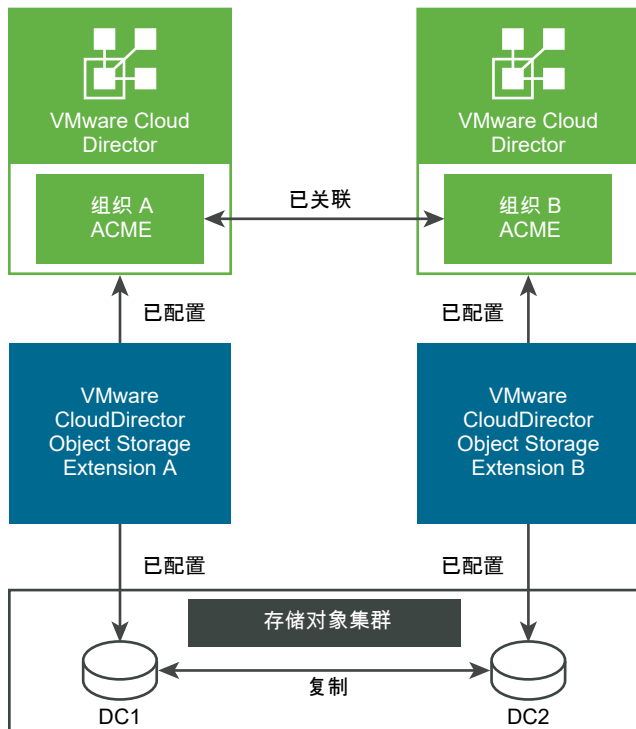 VMware Cloud
Director
VMware Cloud
Director
组织 A
ACME
已关联
组织 B
ACME
已配置
已配置
VMware
CloudDirector
Object Storage
Extension A
VMware
CloudDirector
Object Storage
Extension B
已配置
已配置
存储对象集群
复制
DC1
DC2